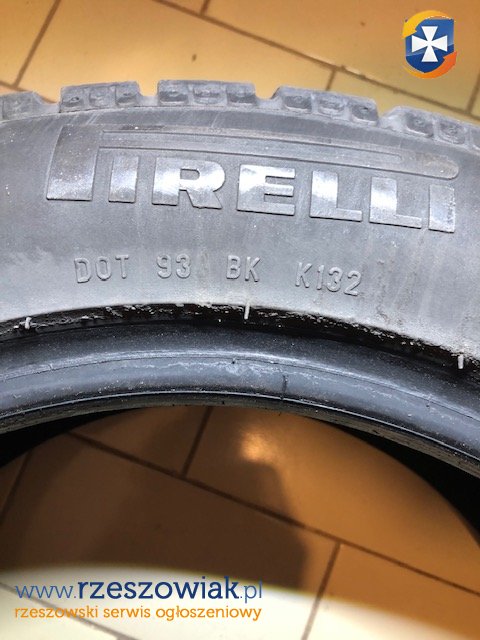 PIRELLI
DOT 93 BK K132
www.rzeszowiak.pl
rzeszowski serwis ogłoszeniowy